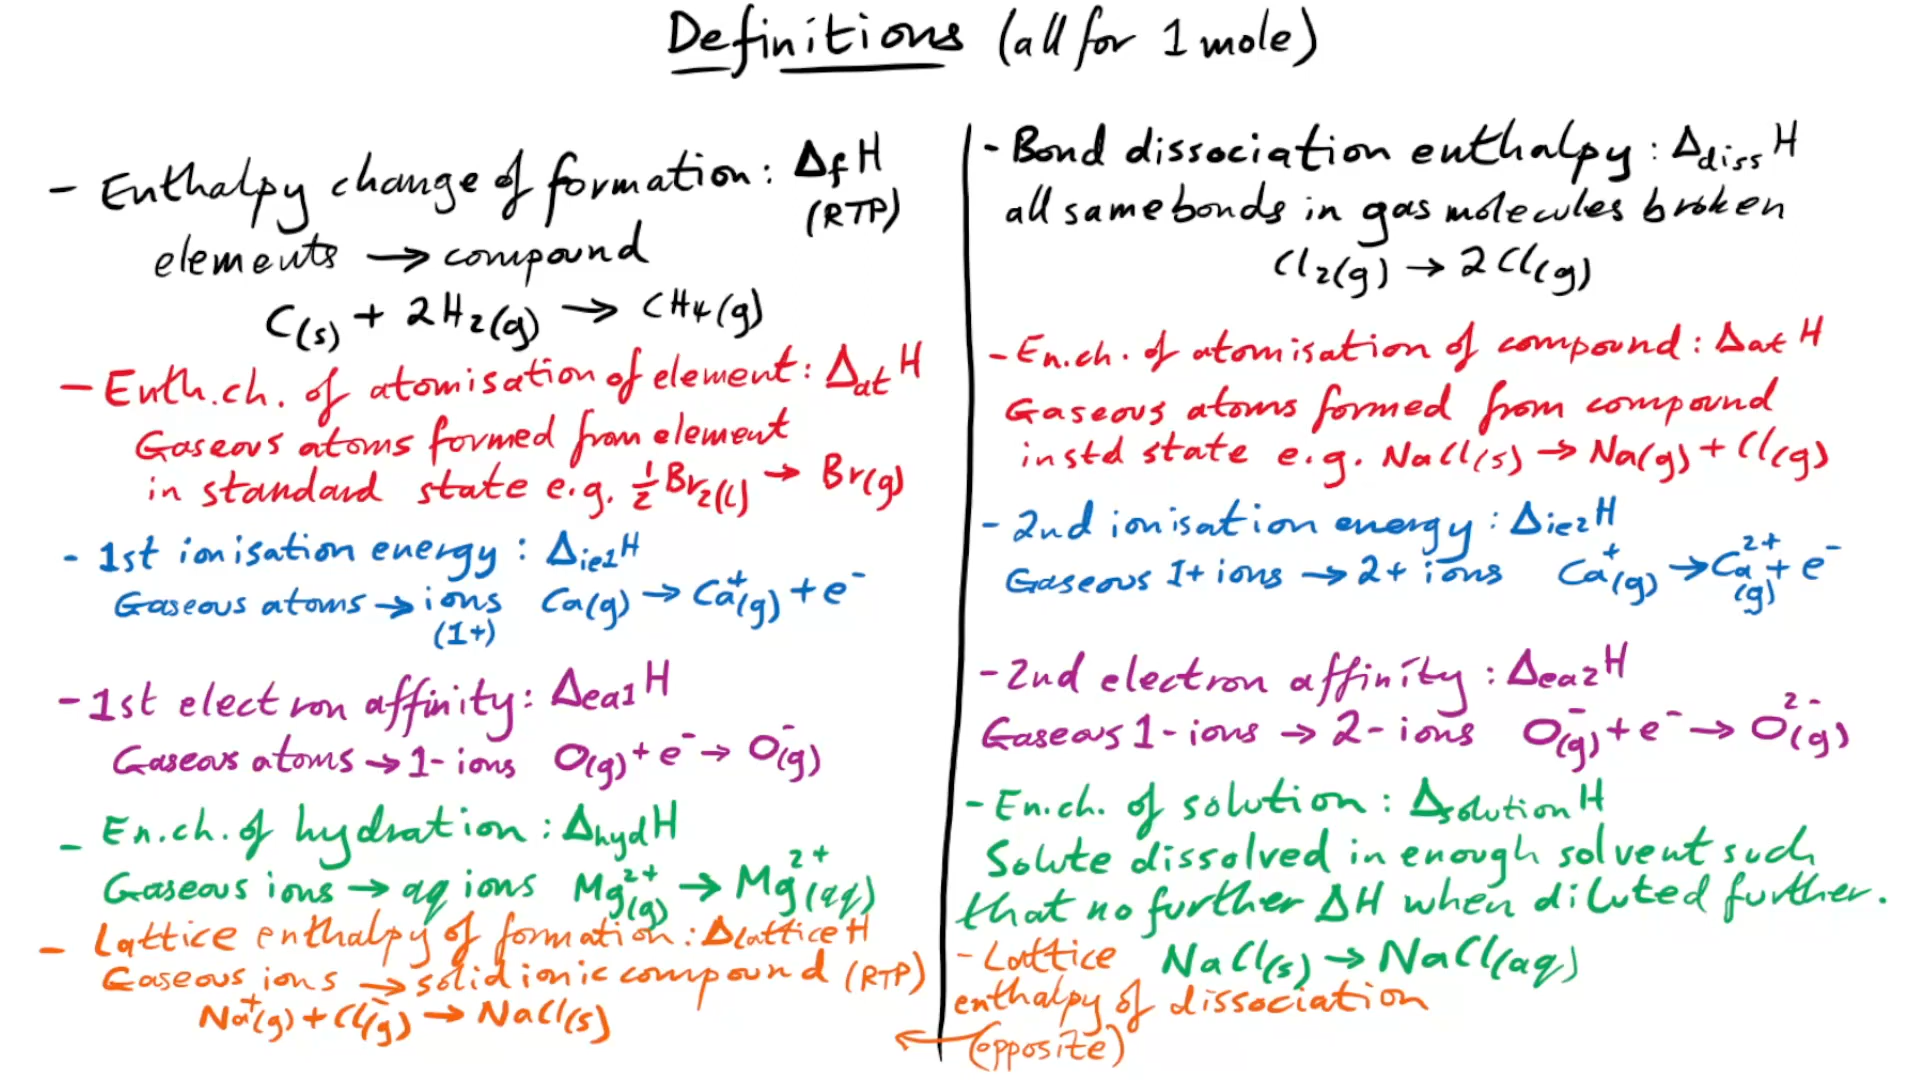 Definitions (all for 1 mole)
- Enthalpy change of formation: ΔfH
(RTP)
elements → compound
C(s) + 2H2(g) → CH4(g)
- Enth.ch. of atomisation of element: ΔatH
Gaseous atoms formed from element
in standard state e.g. 1/2 Br2(l) → Br(g)
- 1st ionisation energy: Δie1H
Gaseous atoms → ions Ca(g) → Ca+(g) + e-
(1+)
- 1st electron affinity: Δea1H
Gaseous atoms → 1- ions O(g) + e- → O-(g)
- En.ch. of hydration: ΔhydH
Gaseous ions → aq ions Mg2+(g) → Mg2+(aq)
- Lattice enthalpy of formation: ΔlatticeH
Gaseous ions → solid ionic compound (RTP)
Na+(g) + Cl-(g) → NaCl(s)
- Bond dissociation enthalpy: ΔdissH
all same bonds in gas molecules broken
Cl2(g) → 2Cl(g)
- En.ch. of atomisation of compound: ΔatH
Gaseous atoms formed from compound
in std state e.g. NaCl(s) → Na(g) + Cl(g)
- 2nd ionisation energy: Δie2H
Gaseous 1+ ions → 2+ ions Ca+(g) → Ca2+(g) + e-
- 2nd electron affinity: Δea2H
Gaseous 1- ions → 2- ions O-(g) + e- → O2-(g)
- En.ch. of solution: ΔsolutionH
Solute dissolved in enough solvent such
that no further ΔH when diluted further.
NaCl(s) → NaCl(aq)
- Lattice
enthalpy of dissociation
← (opposite)